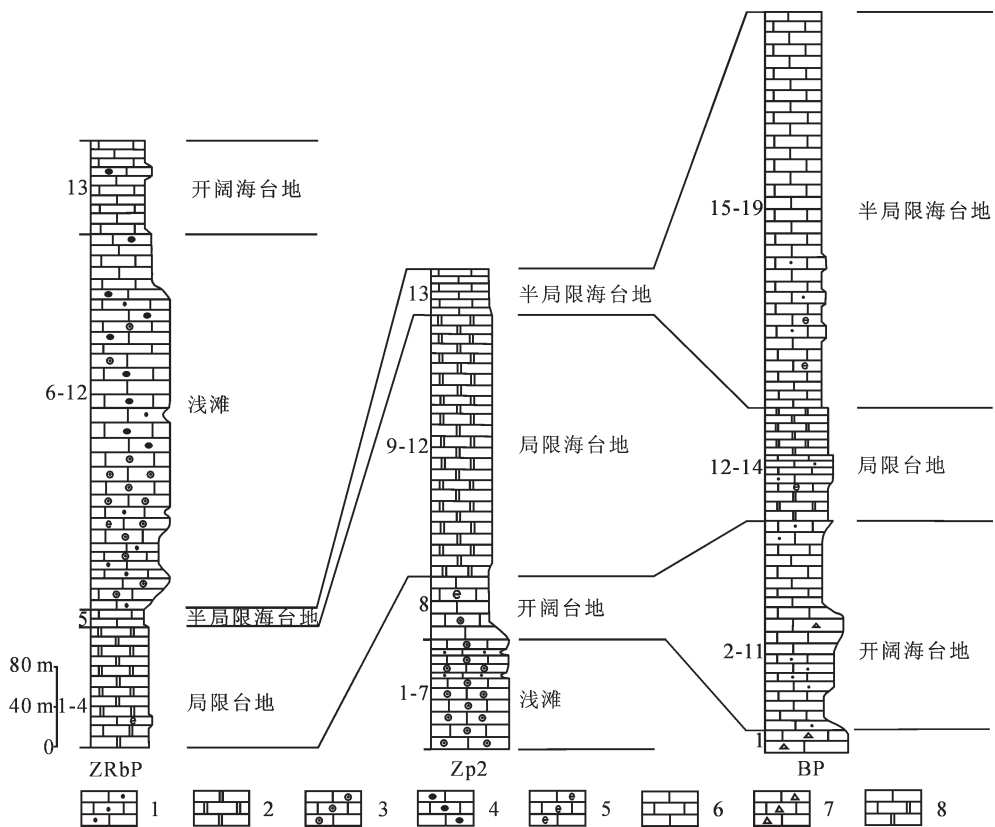 13
开阔海台地
6-12
浅滩
5
半局限海台地
80 m
40 m
1-4
局限台地
0
ZRbP
13
半局限海台地
9-12
局限海台地
8
开阔台地
1-7
浅滩
Zp2
15-19
半局限海台地
12-14
局限台地
2-11
开阔海台地
1
BP
1
2
3
4
5
6
7
8